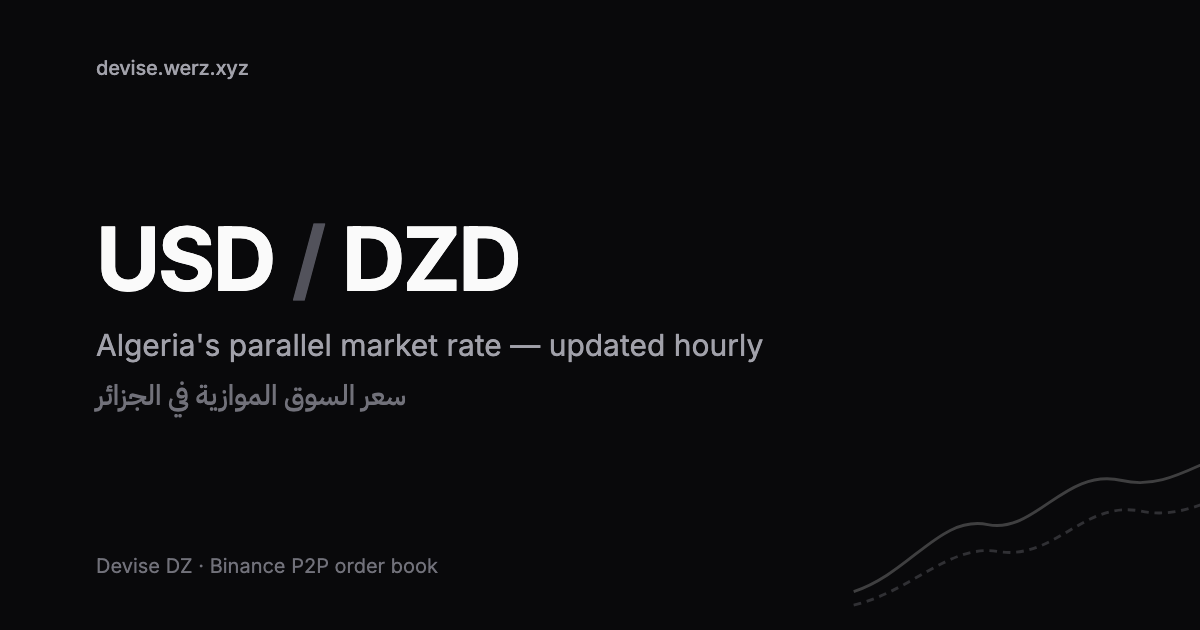 devise.werz.xyz
USD / DZD
Algeria's parallel market rate — updated hourly
سعر السوق الموازية في الجزائر
Devise DZ · Binance P2P order book